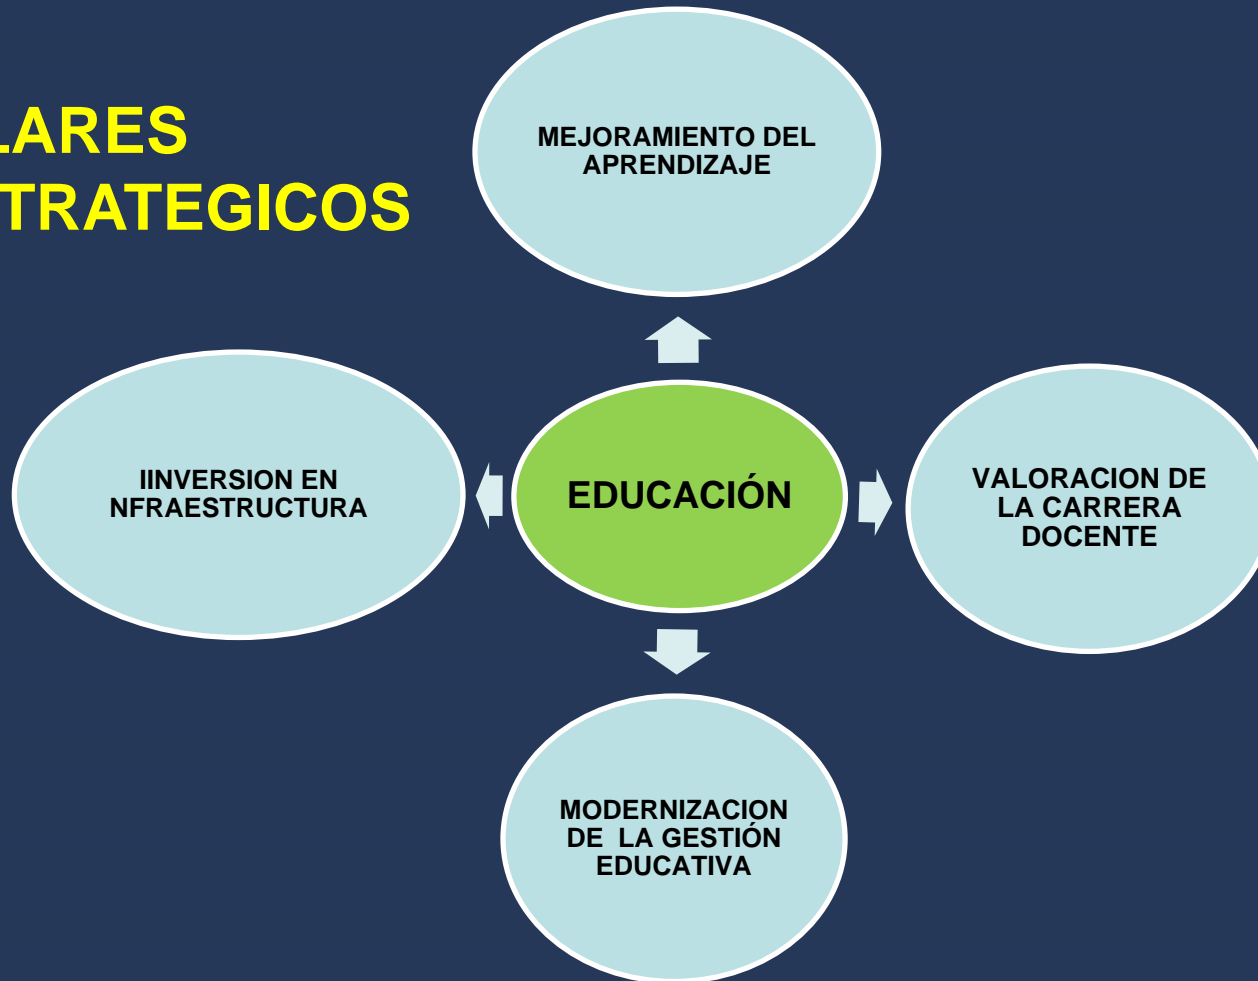 LARES
TRATEGICOS
MEJORAMIENTO DEL
APRENDIZAJE
IINVERSION EN
NFRAESTRUCTURA
EDUCACIÓN
VALORACION DE
LA CARRERA
DOCENTE
MODERNIZACION
DE LA GESTIÓN
EDUCATIVA